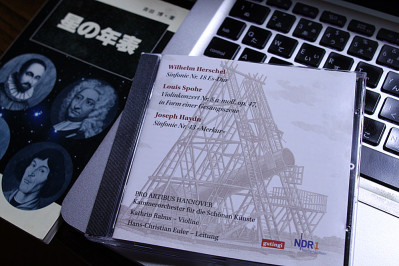 星の年表
Wilhelm Herschel
Sinfonie Nr. 18 Es-Dur
Louis Spohr
Violinkonzert Nr. 8 a-moll, op. 47,
in Form einer Gesangsszene
Joseph Haydn
Sinfonie Nr. 43 »Merkur«
PRO ARTIBUS HANNOVER
Kammerorchester für die Schönen Künste
Kathrin Rabus – Violine
Hans-Christian Euler – Leitung
gutingi
NDR 1